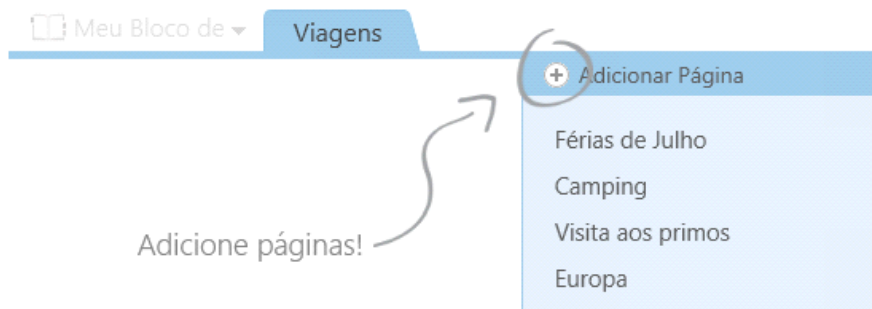 Meu Bloco de
Viagens
Adicionar Página
Férias de Julho
Camping
Visita aos primos
Adicione páginas!
Europa